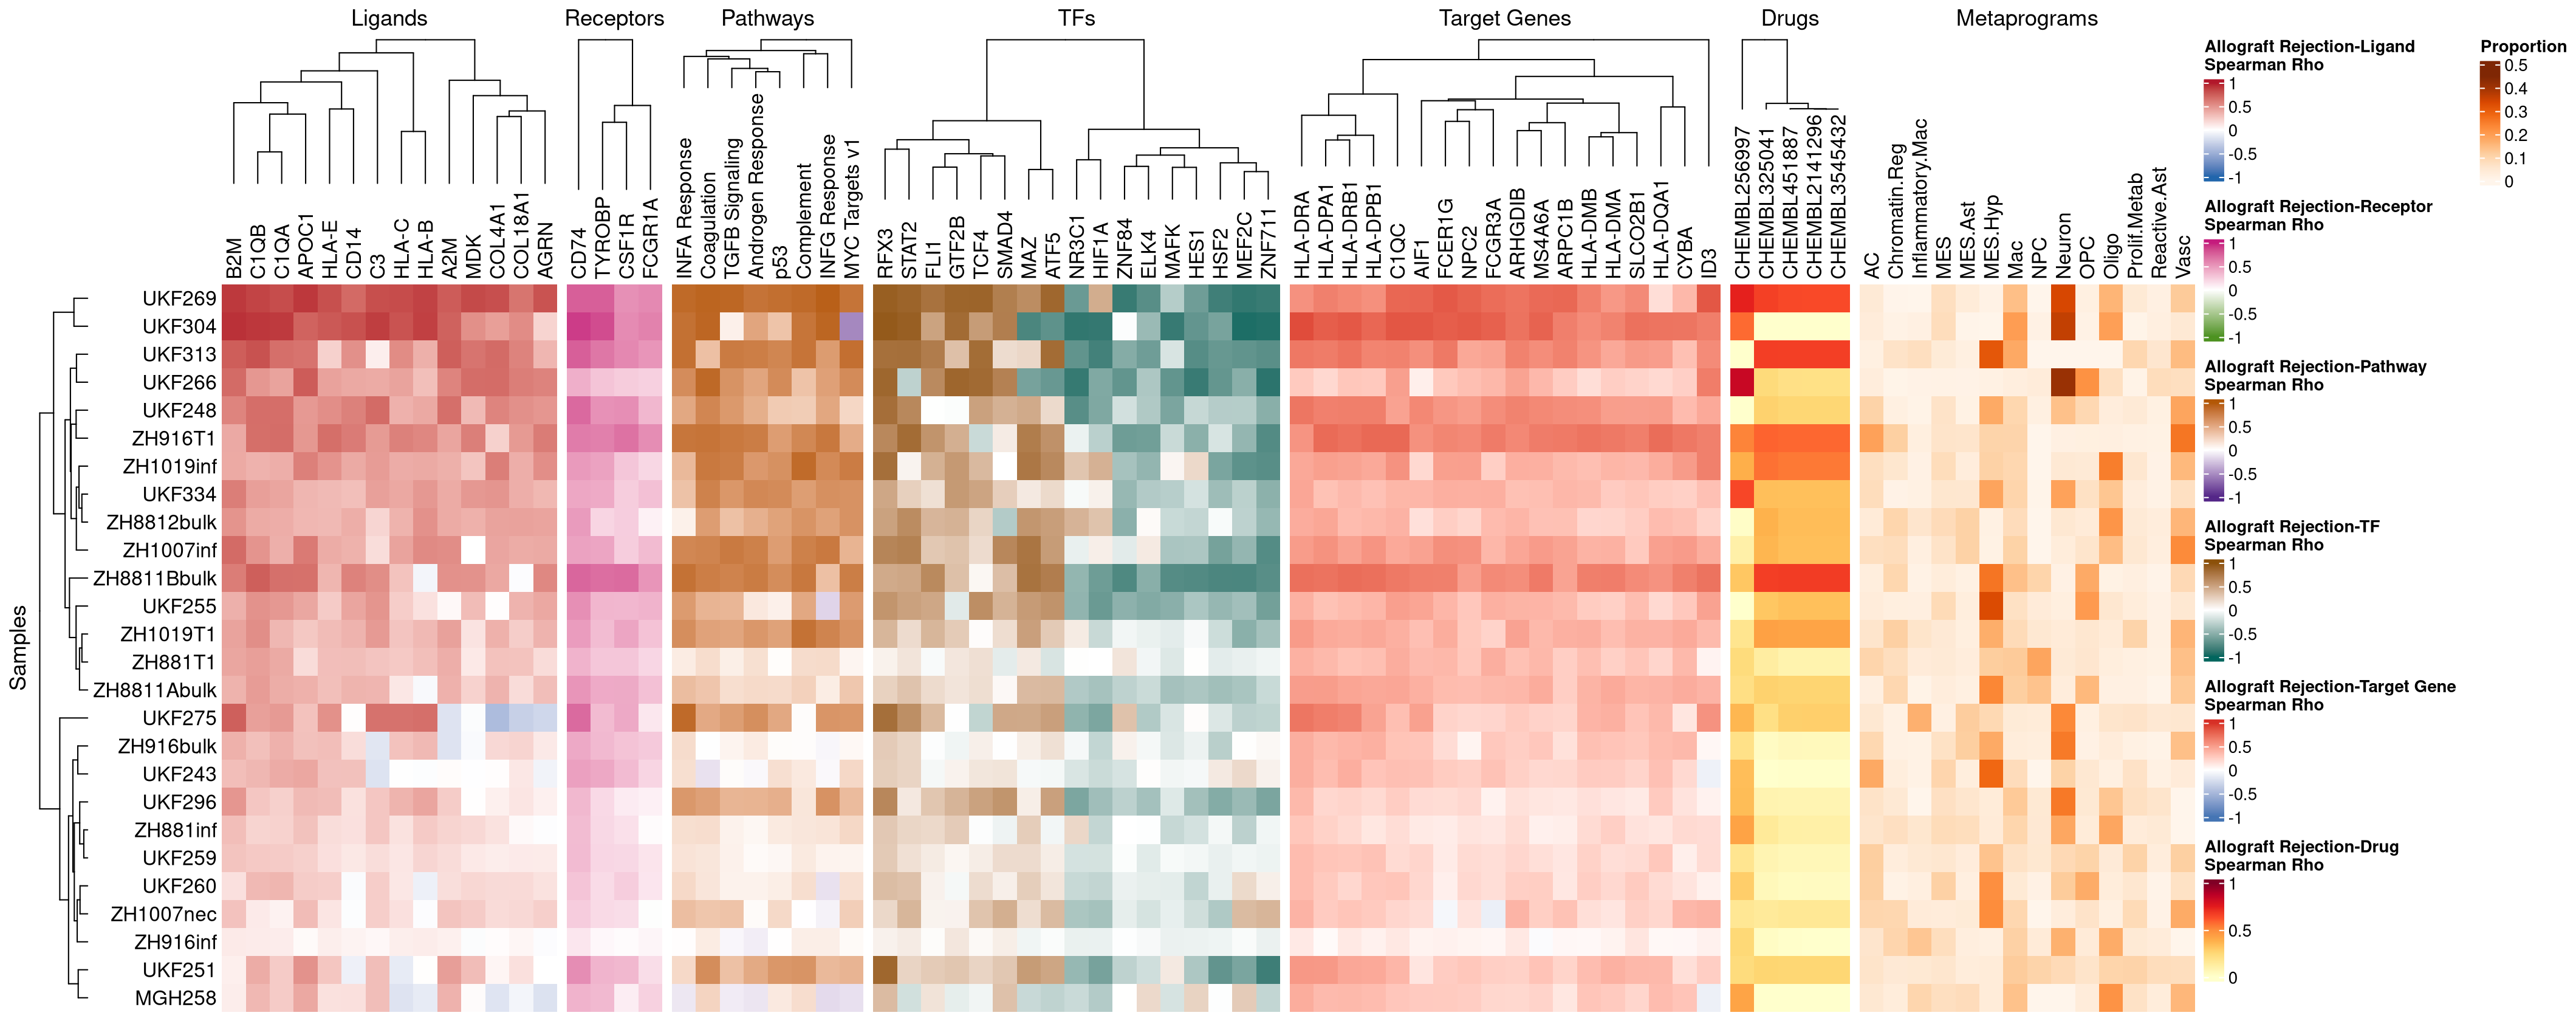 Ligands
Receptors
Pathways
TFs
Target Genes
Drugs
Metaprograms
B2M
C1QB
C1QA
APOC1
HLA-E
CD14
C3
HLA-C
HLA-B
A2M
MDK
COL4A1
COL18A1
AGRN
CD74
TYROBP
CSF1R
FCGR1A
INFA Response
Coagulation
TGFB Signaling
Androgen Response
p53
Complement
INFG Response
MYC Targets v1
RFX3
STAT2
FLI1
GTF2B
TCF4
SMAD4
MAZ
ATF5
NR3C1
HIF1A
ZNF84
ELK4
MAFK
HES1
HSF2
MEF2C
ZNF711
HLA-DRA
HLA-DPA1
HLA-DRB1
HLA-DPB1
C1QC
AIF1
FCER1G
NPC2
FCGR3A
ARHGDIB
MS4A6A
ARPC1B
HLA-DMB
HLA-DMA
SLCO2B1
HLA-DQA1
CYBA
ID3
CHEMBL256997
CHEMBL325041
CHEMBL451887
CHEMBL2141296
CHEMBL3545432
AC
Chromatin.Reg
Inflammatory.Mac
MES
MES.Ast
MES.Hyp
Mac
NPC
Neuron
OPC
Oligo
Prolif.Metab
Reactive.Ast
Vasc
Samples
UKF269
UKF304
UKF313
UKF266
UKF248
ZH916T1
ZH1019inf
UKF334
ZH8812bulk
ZH1007inf
ZH8811Bbulk
UKF255
ZH1019T1
ZH881T1
ZH8811Abulk
UKF275
ZH916bulk
UKF243
UKF296
ZH881inf
UKF259
UKF260
ZH1007nec
ZH916inf
UKF251
MGH258
Allograft Rejection-Ligand
Spearman Rho
1
0.5
0
-0.5
-1
Allograft Rejection-Receptor
Spearman Rho
1
0.5
0
-0.5
-1
Allograft Rejection-Pathway
Spearman Rho
1
0.5
0
-0.5
-1
Allograft Rejection-TF
Spearman Rho
1
0.5
0
-0.5
-1
Allograft Rejection-Target Gene
Spearman Rho
1
0.5
0
-0.5
-1
Allograft Rejection-Drug
Spearman Rho
1
0.5
0
Proportion
0.5
0.4
0.3
0.2
0.1
0